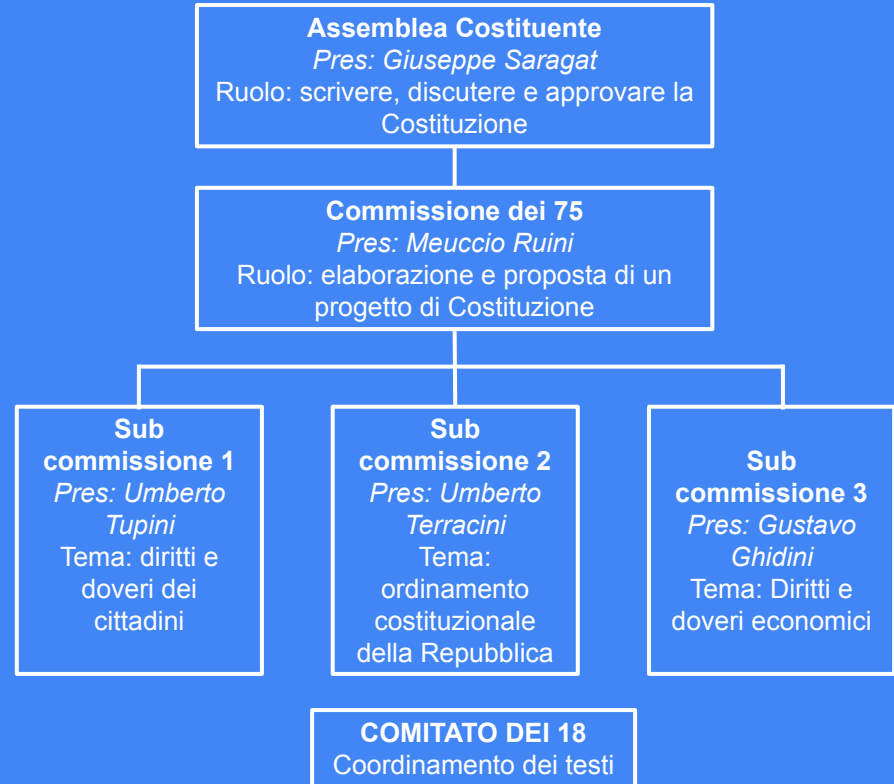 Assemblea Costituente
Pres: Giuseppe Saragat
Ruolo: scrivere, discutere e approvare la
Costituzione
Commissione dei 75
Pres: Meuccio Ruini
Ruolo: elaborazione e proposta di un
progetto di Costituzione
Sub
commissione 1
Pres: Umberto
Tupini
Tema: diritti e
doveri dei
cittadini
Sub
commissione 2
Pres: Umberto
Terracini
Tema:
ordinamento
costituzionale
della Repubblica
Sub
commissione 3
Pres: Gustavo
Ghidini
Tema: Diritti e
doveri economici
COMITATO DEI 18
Coordinamento dei testi